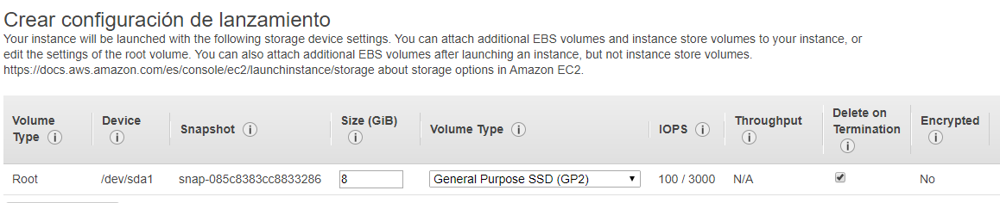 Crear configuración de lanzamiento
Your instance will be launched with the following storage device settings. You can attach additional EBS volumes and instance store volumes to your instance, or
edit the settings of the root volume. You can also attach additional EBS volumes after launching an instance, but not instance store volumes.
https://docs.aws.amazon.com/es/console/ec2/launchinstance/storage about storage options in Amazon EC2.
Volume Type i
Device i
Snapshot i
Size (GiB) i
Volume Type i
IOPS i
Throughput i
Delete on Termination i
Encrypted i
Root /dev/sda1 snap-085c8383cc8833286 8 General Purpose SSD (GP2) 100 / 3000 N/A No